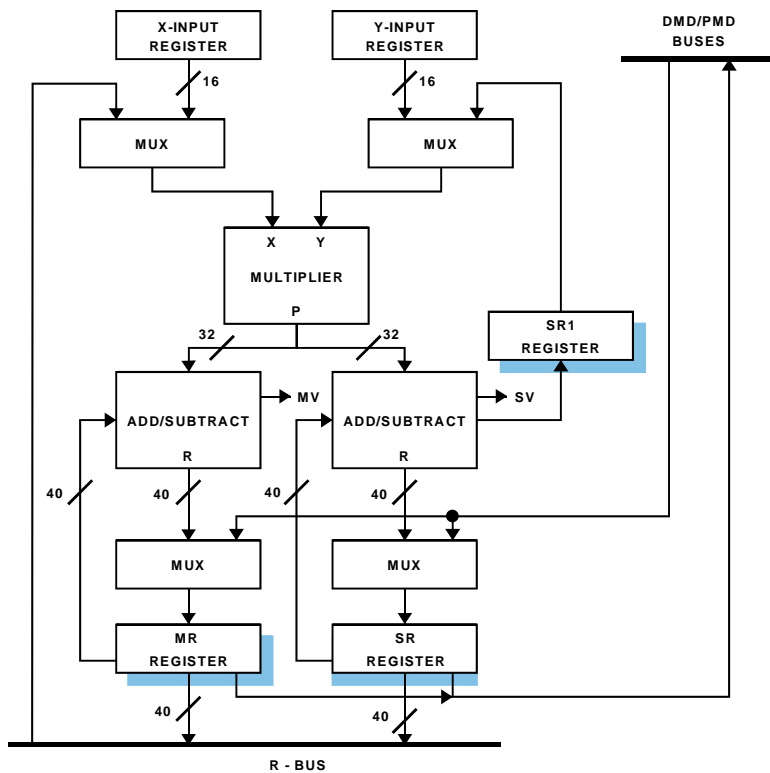 X-INPUT
REGISTER
Y-INPUT
REGISTER
DMD/PMD
BUSES
16
16
MUX
MUX
X Y
MULTIPLIER
P
32
32
SR1
REGISTER
ADD/SUBTRACT
R
MV
ADD/SUBTRACT
R
SV
40
40
40
40
MUX
MUX
MR
REGISTER
SR
REGISTER
40
40
R - BUS